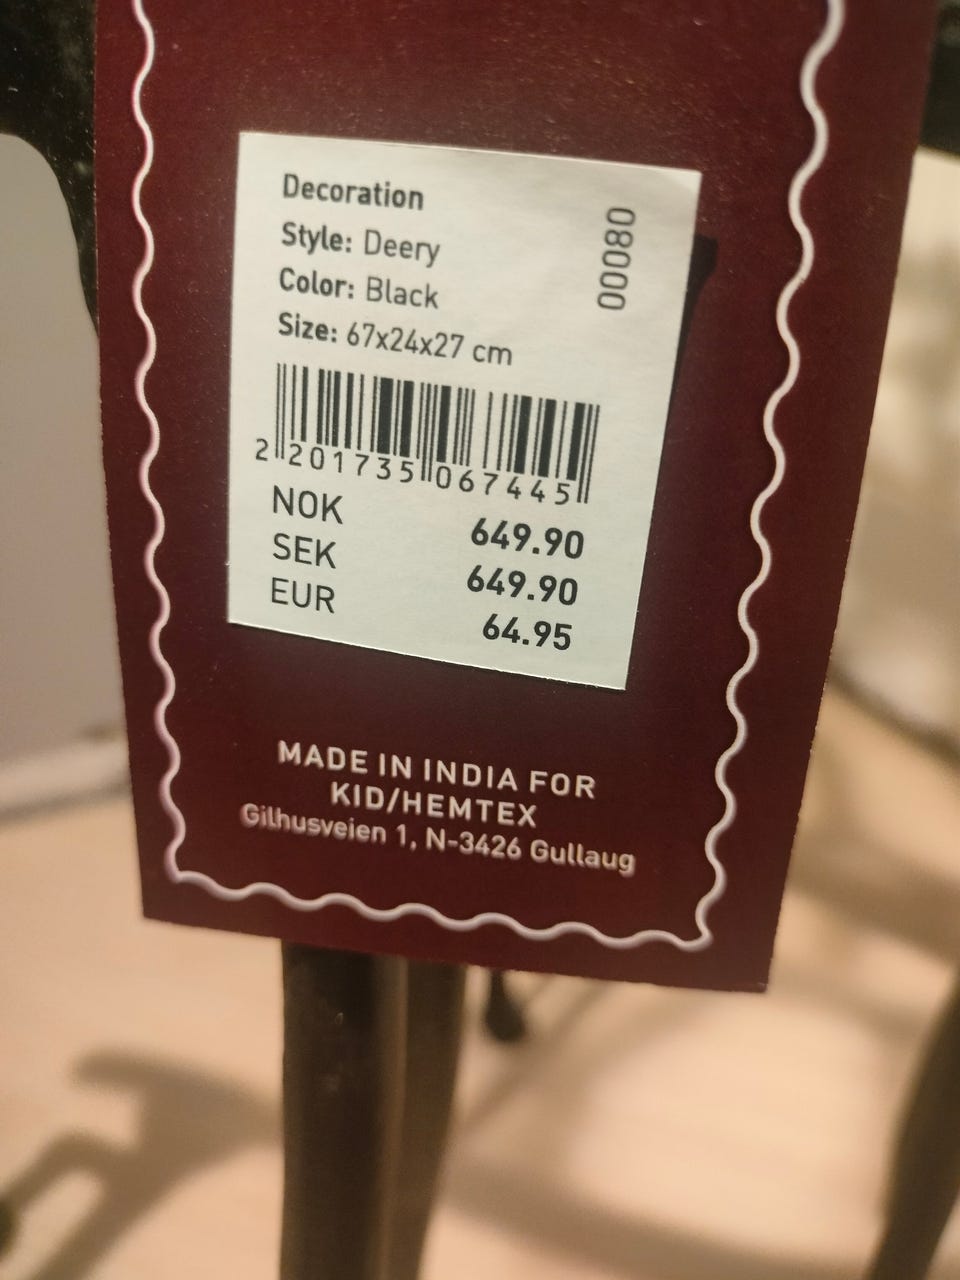 Decoration
Style: Deery
Color: Black
Size: 67x24x27 cm
00080
2 201735 067445
NOK 649.90
SEK 649.90
EUR 64.95
MADE IN INDIA FOR
KID/HEMTEX
Gilhusveien 1, N-3426 Gullaug